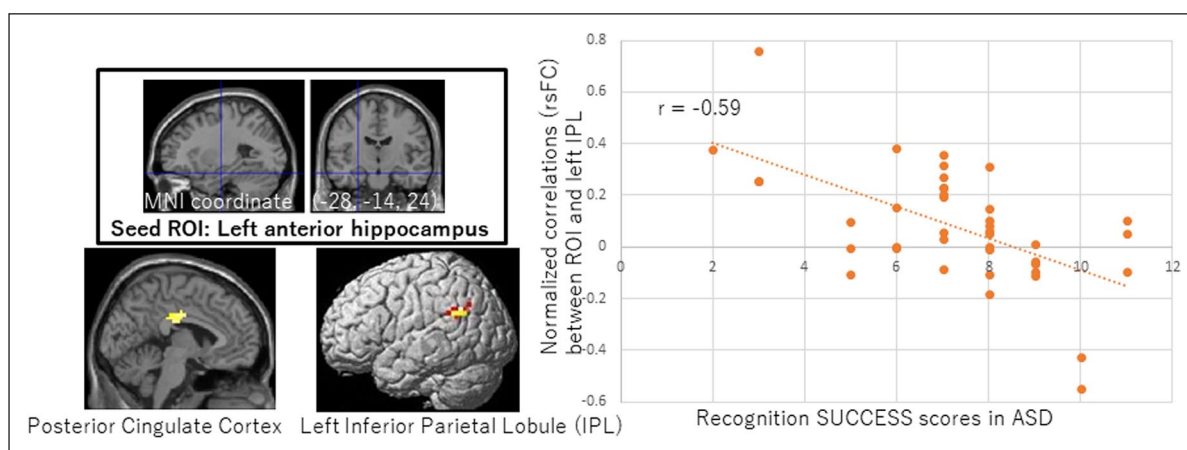 MNI coordinate (-28, -14, 24)
Seed ROI: Left anterior hippocampus
Posterior Cingulate Cortex
Left Inferior Parietal Lobule (IPL)
Normalized correlations (rsFC)
between ROI and left IPL
0.8
0.6
0.4
0.2
0
-0.2
-0.4
-0.6
r = -0.59
0 2 4 6 8 10 12
Recognition SUCCESS scores in ASD